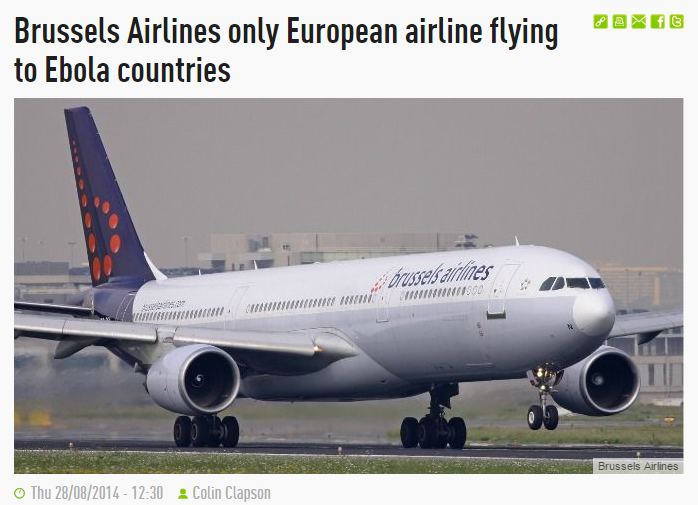 Brussels Airlines only European airline flying
to Ebola countries
brussels airlines
brusselsairlines.com
Brussels Airlines
Thu 28/08/2014 - 12:30 Colin Clapson